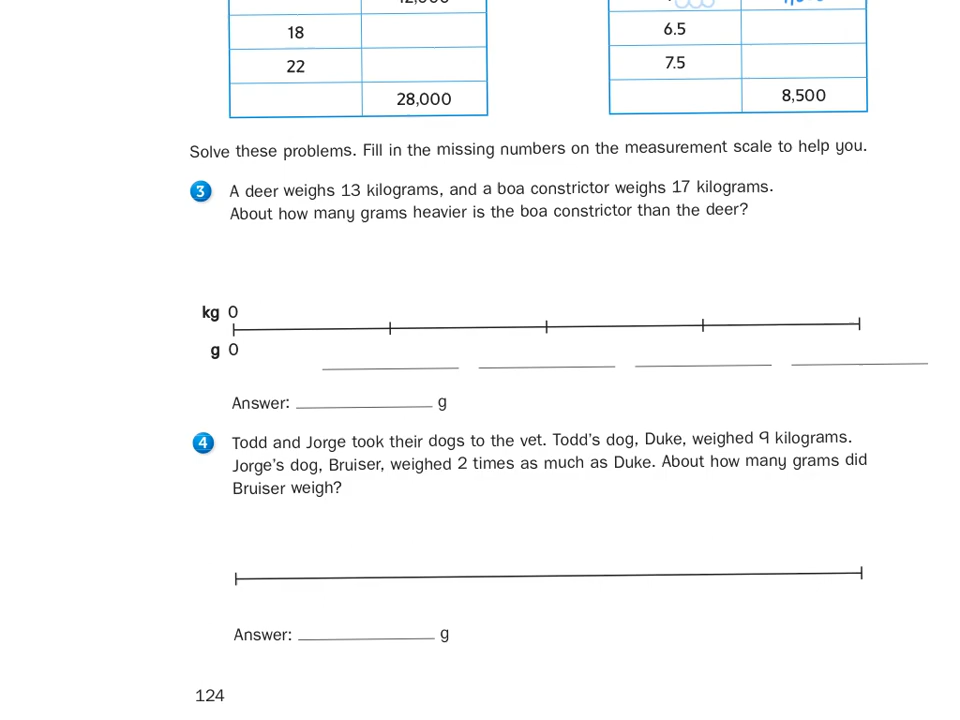 18
6.5
22
7.5
28,000
8,500
Solve these problems. Fill in the missing numbers on the measurement scale to help you.
3 A deer weighs 13 kilograms, and a boa constrictor weighs 17 kilograms.
About how many grams heavier is the boa constrictor than the deer?
kg 0
g 0
Answer: g
4 Todd and Jorge took their dogs to the vet. Todd's dog, Duke, weighed 9 kilograms.
Jorge's dog, Bruiser, weighed 2 times as much as Duke. About how many grams did
Bruiser weigh?
Answer: g
124